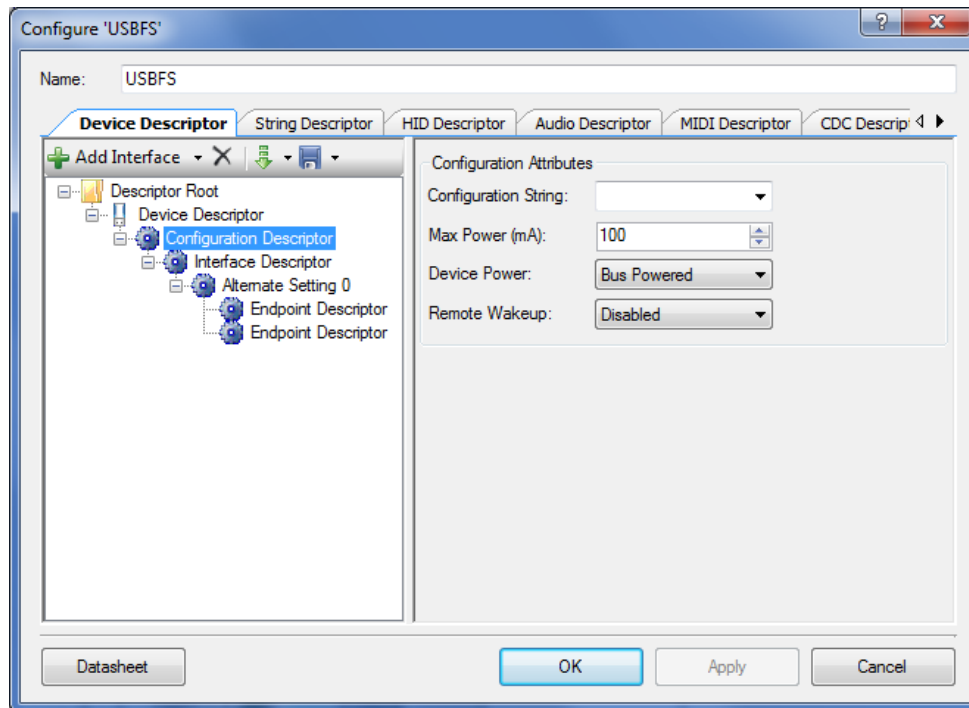 Configure 'USBFS'
Name: USBFS
Device Descriptor String Descriptor HID Descriptor Audio Descriptor MIDI Descriptor CDC Descrip
Add Interface
Descriptor Root
Device Descriptor
Configuration Descriptor
Interface Descriptor
Alternate Setting 0
Endpoint Descriptor
Endpoint Descriptor
Configuration Attributes
Configuration String:
Max Power (mA): 100
Device Power: Bus Powered
Remote Wakeup: Disabled
Datasheet OK Apply Cancel